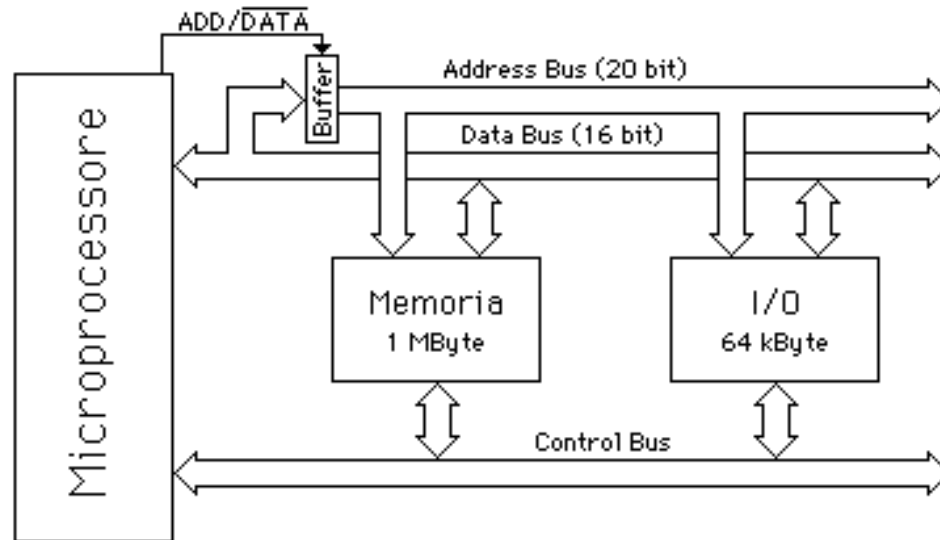 ADD/DATA
Buffer
Address Bus (20 bit)
Data Bus (16 bit)
Microprocessore
Memoria
1 MByte
I/O
64 kByte
Control Bus